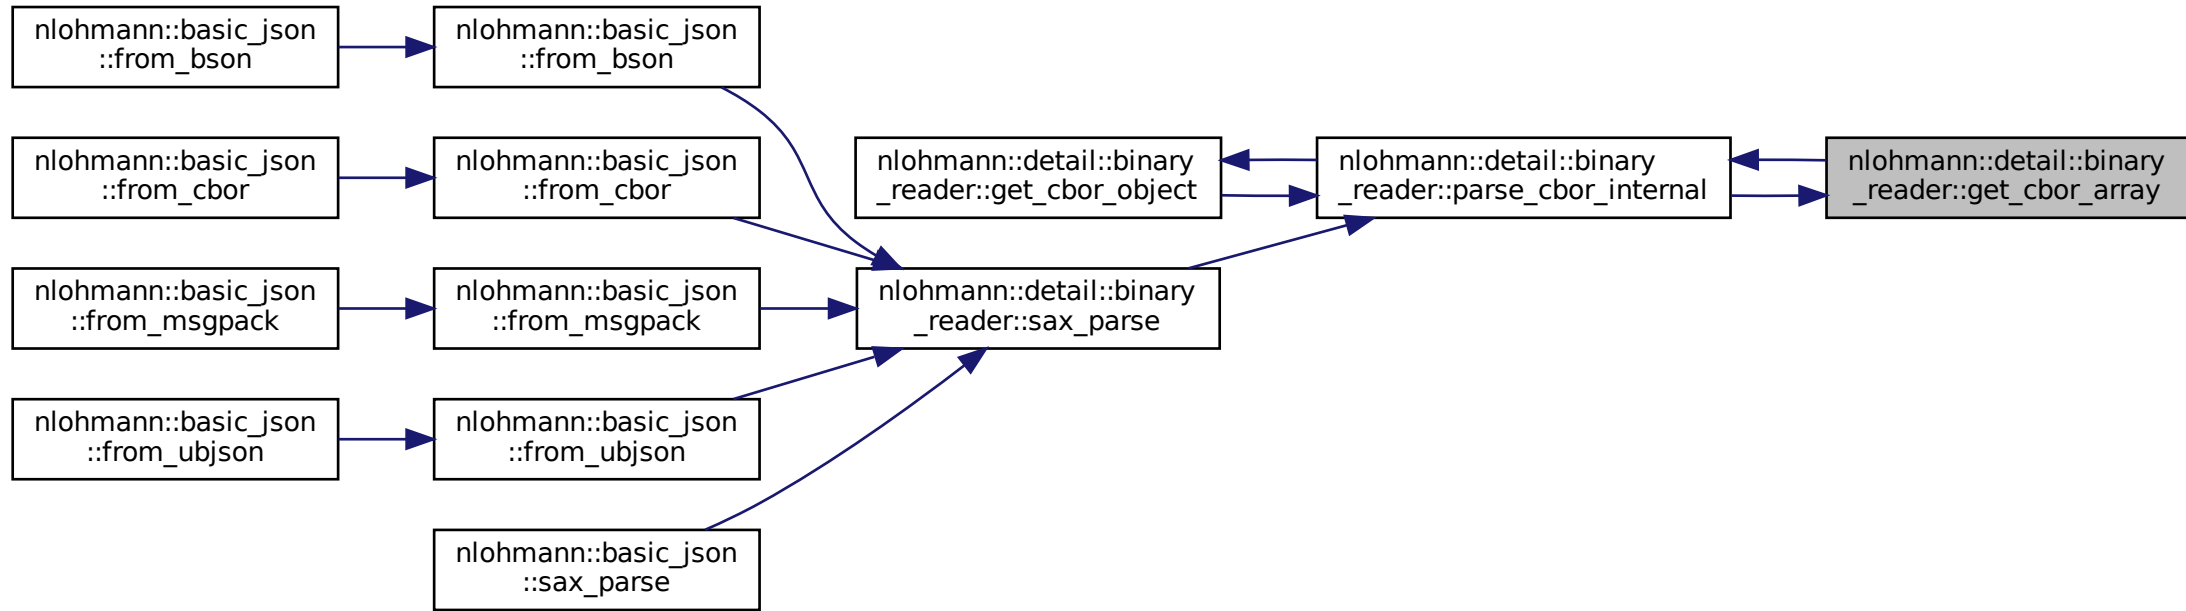 nlohmann::basic_json
::from_bson
nlohmann::basic_json
::from_bson
nlohmann::basic_json
::from_cbor
nlohmann::basic_json
::from_cbor
nlohmann::detail::binary
_reader::get_cbor_object
nlohmann::detail::binary
_reader::parse_cbor_internal
nlohmann::detail::binary
_reader::get_cbor_array
nlohmann::basic_json
::from_msgpack
nlohmann::basic_json
::from_msgpack
nlohmann::detail::binary
_reader::sax_parse
nlohmann::basic_json
::from_ubjson
nlohmann::basic_json
::from_ubjson
nlohmann::basic_json
::sax_parse